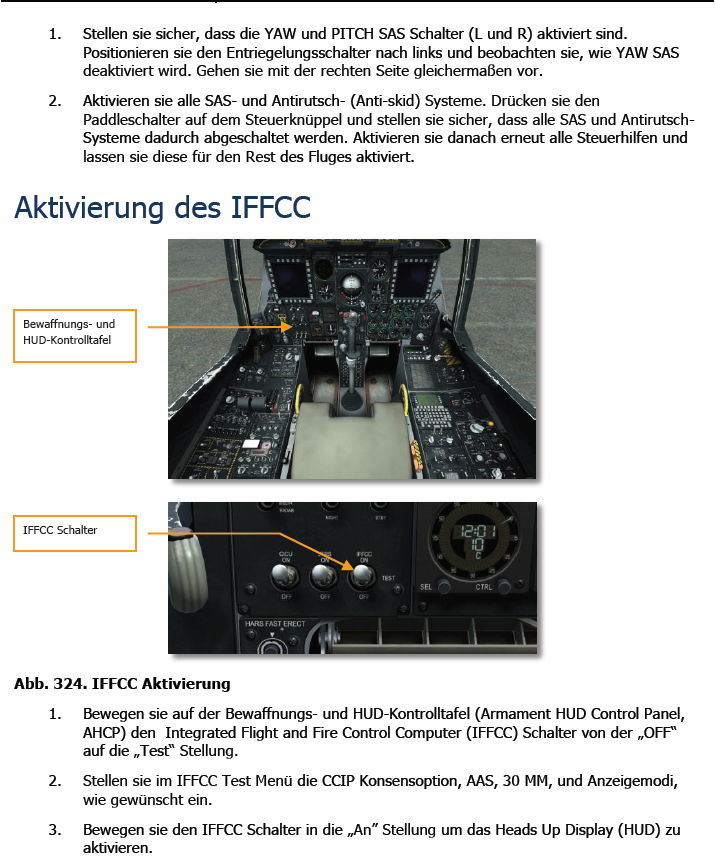 1. Stellen sie sicher, dass die YAW und PITCH SAS Schalter (L und R) aktiviert sind.
Positionieren sie den Entriegelungsschalter nach links und beobachten sie, wie YAW SAS
deaktiviert wird. Gehen sie mit der rechten Seite gleichermaßen vor.
2. Aktivieren sie alle SAS- und Antirutsch- (Anti-skid) Systeme. Drücken sie den
Paddleschalter auf dem Steuerknüppel und stellen sie sicher, dass alle SAS und Antirutsch-
Systeme dadurch abgeschaltet werden. Aktivieren sie danach erneut alle Steuerhilfen und
lassen sie diese für den Rest des Fluges aktiviert.
Aktivierung des IFFCC
Bewaffnungs- und
HUD-Kontrolltafel
IFFCC Schalter
RADAR
CICU
ON
ON
IFFCC
ON
12:01
10
C
TEST
OFF
OFF
OFF
SEL
CTRL
HARS FAST ERECT
Abb. 324. IFFCC Aktivierung
1. Bewegen sie auf der Bewaffnungs- und HUD-Kontrolltafel (Armament HUD Control Panel,
AHCP) den Integrated Flight and Fire Control Computer (IFFCC) Schalter von der „OFF“
auf die „Test“ Stellung.
2. Stellen sie im IFFCC Test Menü die CCIP Konsensoption, AAS, 30 MM, und Anzeigemodi,
wie gewünscht ein.
3. Bewegen sie den IFFCC Schalter in die „An“ Stellung um das Heads Up Display (HUD) zu
aktivieren.